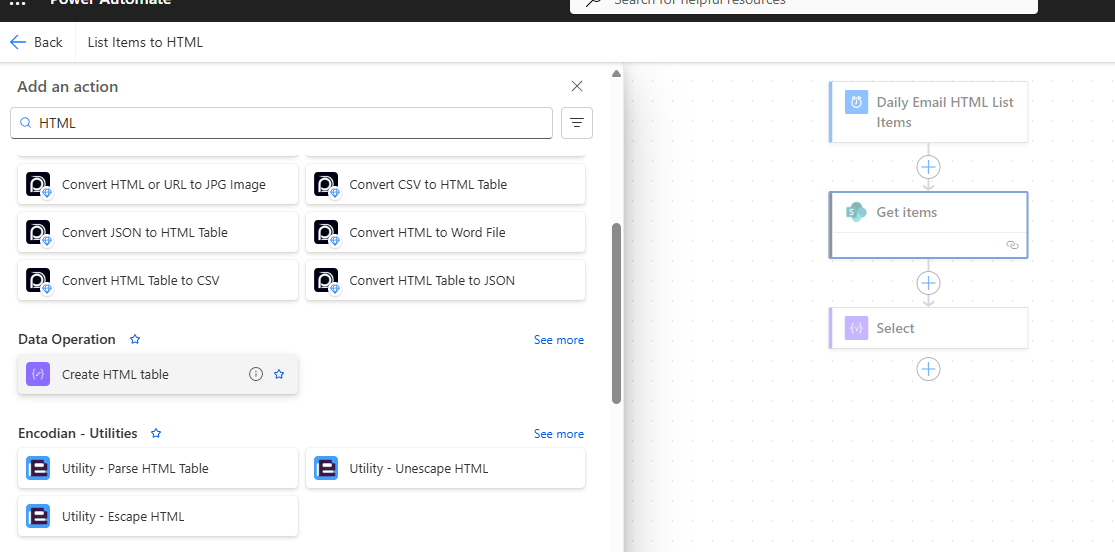 Power Automate
Search for helpful resources
Back
List Items to HTML
Add an action
HTML
Convert HTML or URL to JPG Image
Convert CSV to HTML Table
Convert JSON to HTML Table
Convert HTML to Word File
Convert HTML Table to CSV
Convert HTML Table to JSON
Data Operation
See more
Create HTML table
Encodian - Utilities
See more
Utility - Parse HTML Table
Utility - Unescape HTML
Utility - Escape HTML
Daily Email HTML List
Items
Get items
Select